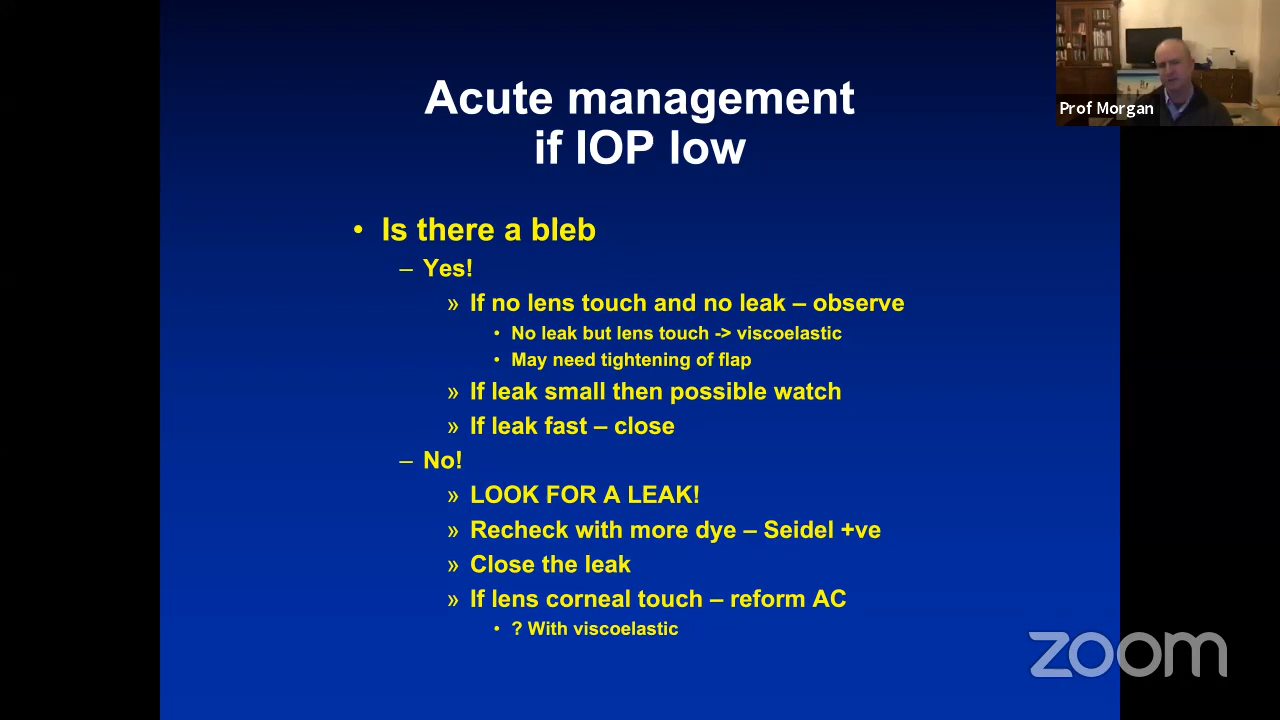 Acute management
if IOP low
• Is there a bleb
– Yes!
» If no lens touch and no leak – observe
• No leak but lens touch -> viscoelastic
• May need tightening of flap
» If leak small then possible watch
» If leak fast – close
– No!
» LOOK FOR A LEAK!
» Recheck with more dye – Seidel +ve
» Close the leak
» If lens corneal touch – reform AC
• ? With viscoelastic
Prof Morgan
zoom